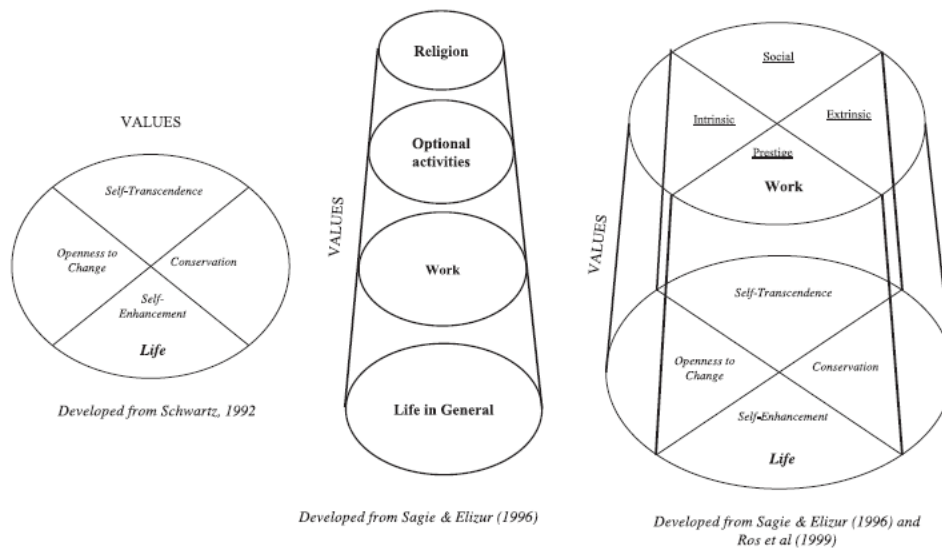 VALUES
Self-Transcendence
Openness to
Change
Conservation
Self-
Enhancement
Life
Developed from Schwartz, 1992
Religion
Optional
activities
VALUES
Work
Life in General
Developed from Sagie & Elizur (1996)
Social
Intrinsic
Extrinsic
Prestige
Work
VALUES
Self-Transcendence
Openness to
Change
Conservation
Self-Enhancement
Life
Developed from Sagie & Elizur (1996) and
Ros et al (1999)